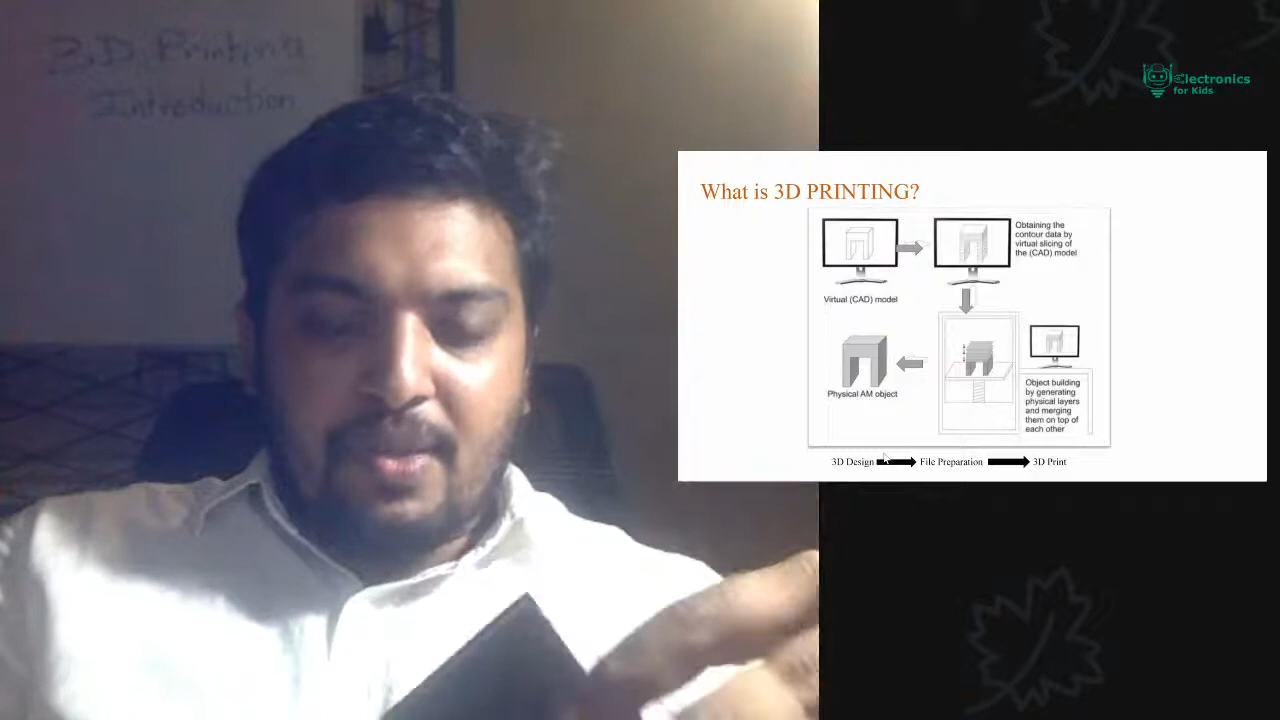 3D Printing
Introduction
Electronics
for Kids
What is 3D PRINTING?
Obtaining the
contour data by
virtual slicing of
the (CAD) model
Virtual (CAD) model
Physical AM object
Object building
by generating
physical layers
and merging
them on top of
each other
3D Design
File Preparation
3D Print